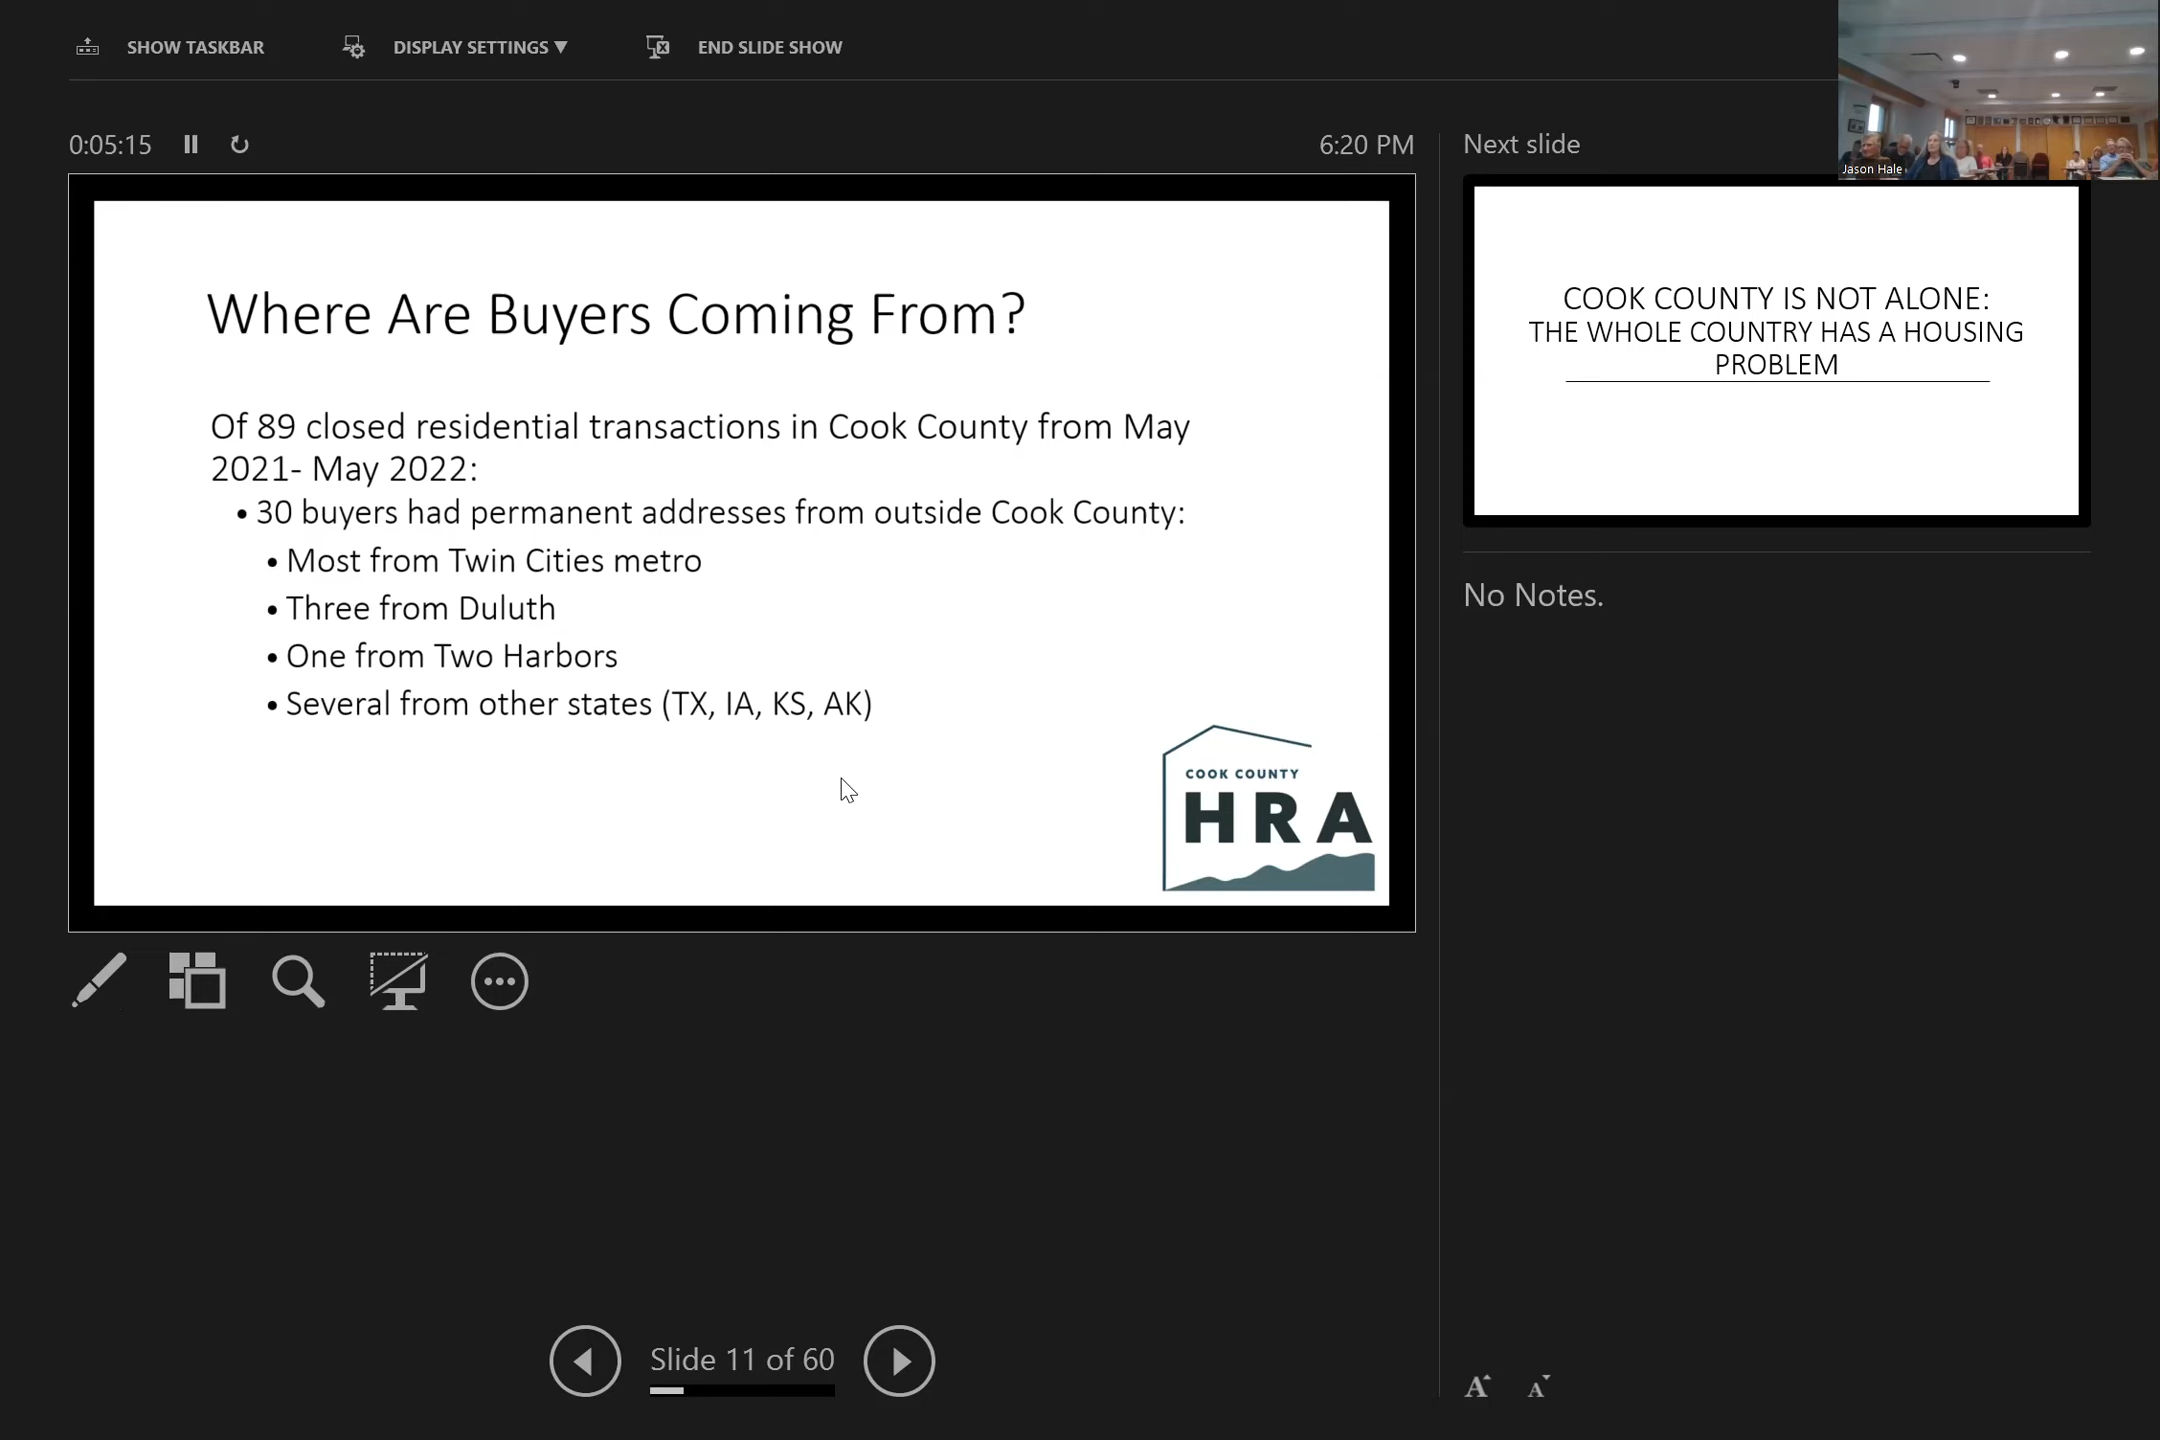 SHOW TASKBAR
DISPLAY SETTINGS ▼
END SLIDE SHOW
0:05:15
6:20 PM
Where Are Buyers Coming From?
Of 89 closed residential transactions in Cook County from May
2021- May 2022:
• 30 buyers had permanent addresses from outside Cook County:
• Most from Twin Cities metro
• Three from Duluth
• One from Two Harbors
• Several from other states (TX, IA, KS, AK)
COOK COUNTY
HRA
Slide 11 of 60
Next slide
Jason Hale
COOK COUNTY IS NOT ALONE:
THE WHOLE COUNTRY HAS A HOUSING
PROBLEM
No Notes.
A A